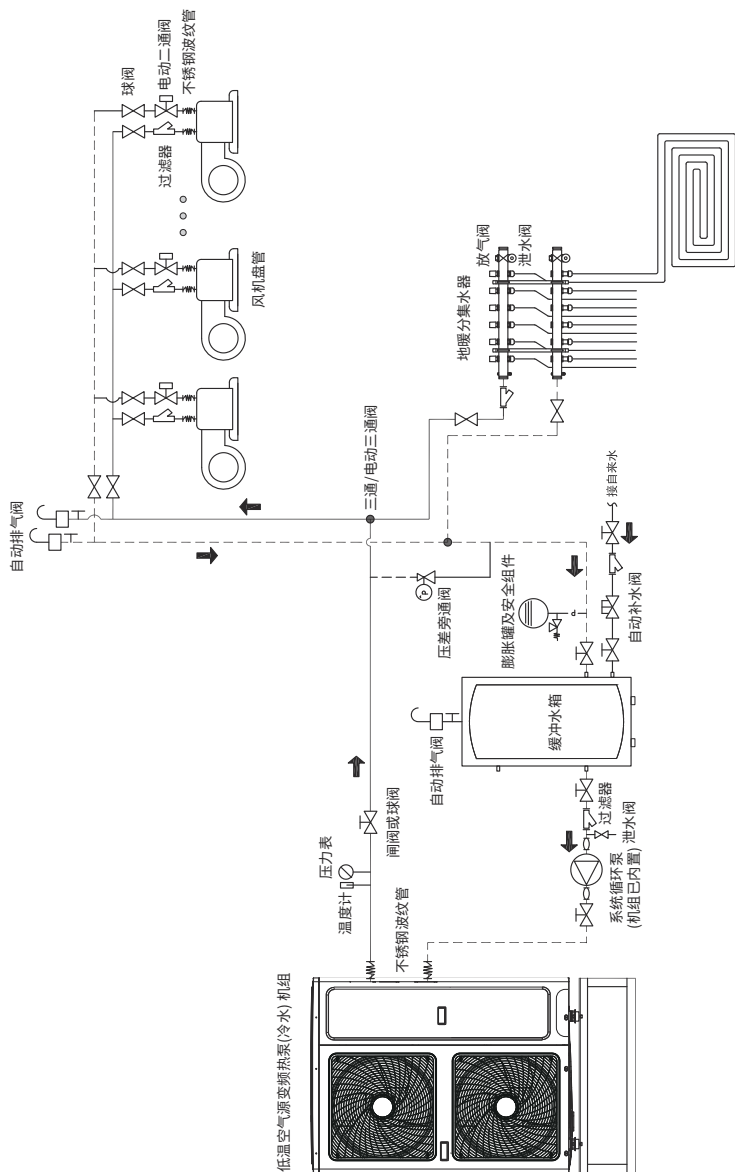 低温空气源变频热泵(冷水) 机组
不锈钢波纹管
温度计
压力表
闸阀或球阀
系统循环泵
(机组已内置)
泄水阀
过滤器
自动排气阀
缓冲水箱
膨胀罐及安全组件
压差旁通阀
P
自动补水阀
接自来水
三通/电动三通阀
自动排气阀
地暖分集水器
放气阀
泄水阀
风机盘管
过滤器
球阀
电动二通阀
不锈钢波纹管